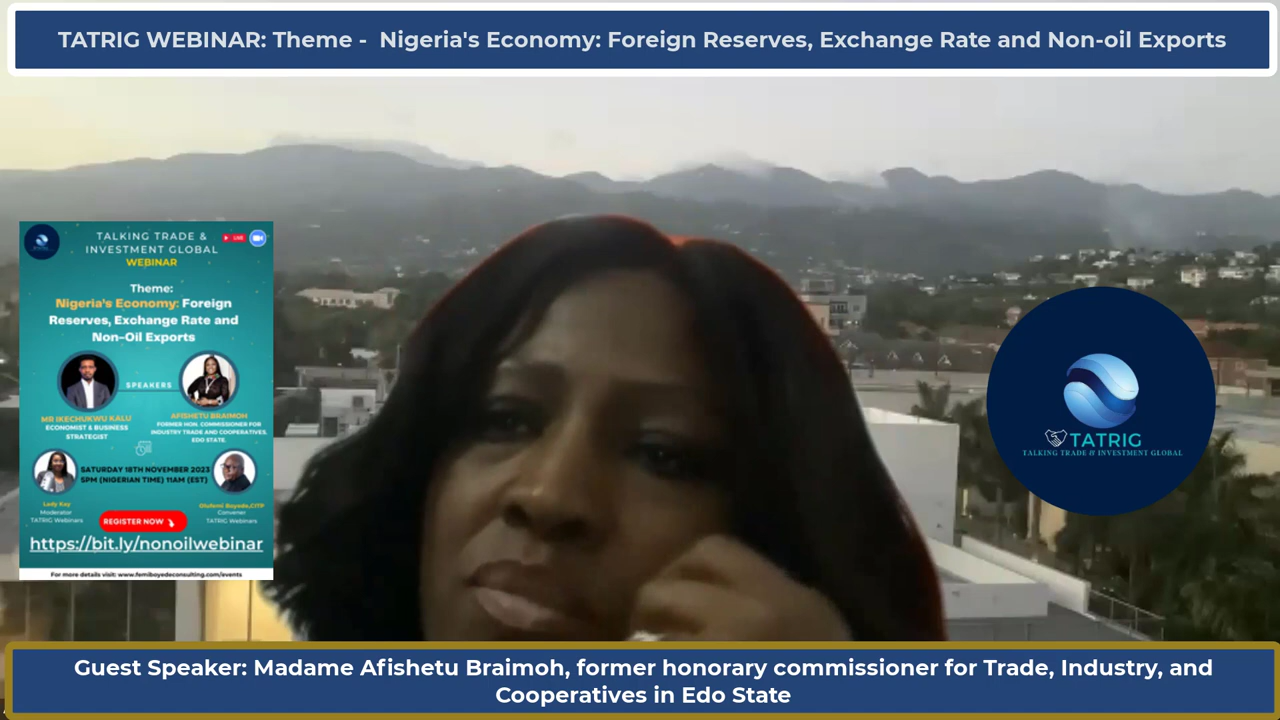 TATRIG WEBINAR: Theme - Nigeria's Economy: Foreign Reserves, Exchange Rate and Non-oil Exports
TALKING TRADE &
INVESTMENT GLOBAL
LIVE
WEBINAR
Theme:
Nigeria's Economy: Foreign
Reserves, Exchange Rate and
Non-Oil Exports
SPEAKERS
MR IKECHUKWU KALU
ECONOMIST & BUSINESS
STRATEGIST
AFISHETU BRAIMOH
FORMER HON. COMMISSIONER FOR
INDUSTRY TRADE AND COOPERATIVES,
EDO STATE.
SATURDAY 18TH NOVEMBER 2023
5PM (NIGERIAN TIME) 11AM (EST)
Lady Kay
Moderator
TATRIG Webinars
Olufemi Boyede,CITP
Convener
TATRIG Webinars
REGISTER NOW
https://bit.ly/nonoilwebinar
For more details visit: www.femiboyedeconsulting.com/events
TATRIG
TALKING TRADE & INVESTMENT GLOBAL
Guest Speaker: Madame Afishetu Braimoh, former honorary commissioner for Trade, Industry, and
Cooperatives in Edo State